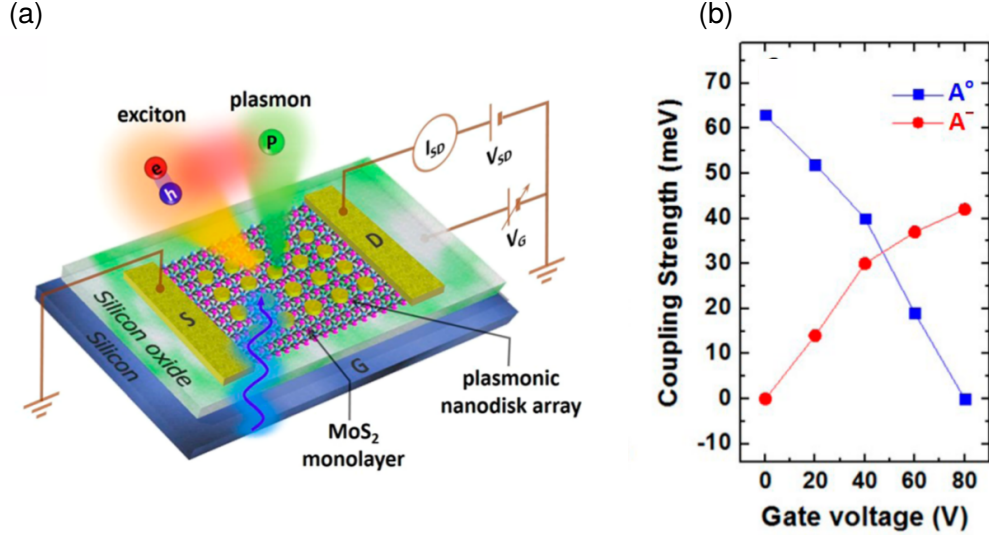 (a)
exciton
plasmon
P
e
h
I_SD
V_SD
V_G
D
S
G
Silicon oxide
Silicon
MoS₂
monolayer
plasmonic
nanodisk array
(b)
Coupling Strength (meV)
70
60
50
40
30
20
10
0
-10
A°
A⁻
0 20 40 60 80
Gate voltage (V)